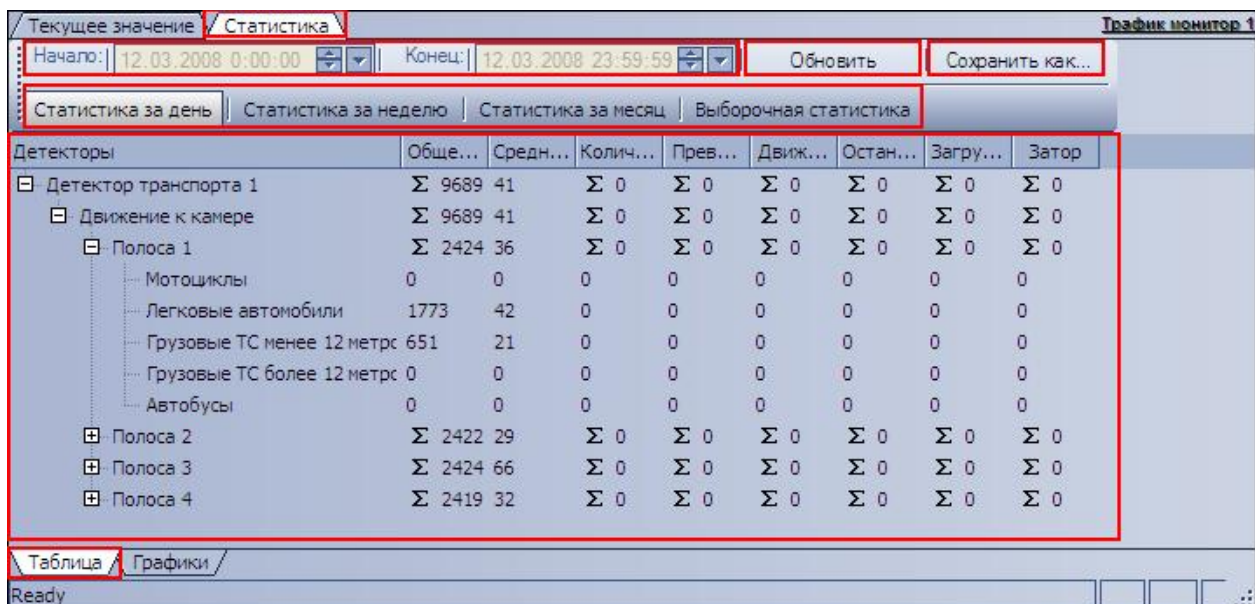 Текущее значение Статистика Трафик монитор 1
Начало: 12.03.2008 0:00:00 Конец: 12.03.2008 23:59:59 Обновить Сохранить как...
Статистика за день Статистика за неделю Статистика за месяц Выборочная статистика
Детекторы Обще... Средн... Колич... Прев... Движ... Остан... Загру... Затор
Детектор транспорта 1 Σ 9689 41 Σ 0 Σ 0 Σ 0 Σ 0 Σ 0 Σ 0
Движение к камере Σ 9689 41 Σ 0 Σ 0 Σ 0 Σ 0 Σ 0 Σ 0
Полоса 1 Σ 2424 36 Σ 0 Σ 0 Σ 0 Σ 0 Σ 0 Σ 0
Мотоциклы 0 0 0 0 0 0 0 0
Легковые автомобили 1773 42 0 0 0 0 0 0
Грузовые ТС менее 12 метрс 651 21 0 0 0 0 0 0
Грузовые ТС более 12 метрс 0 0 0 0 0 0 0 0
Автобусы 0 0 0 0 0 0 0 0
Полоса 2 Σ 2422 29 Σ 0 Σ 0 Σ 0 Σ 0 Σ 0 Σ 0
Полоса 3 Σ 2424 66 Σ 0 Σ 0 Σ 0 Σ 0 Σ 0 Σ 0
Полоса 4 Σ 2419 32 Σ 0 Σ 0 Σ 0 Σ 0 Σ 0 Σ 0
Таблица Графики
Ready